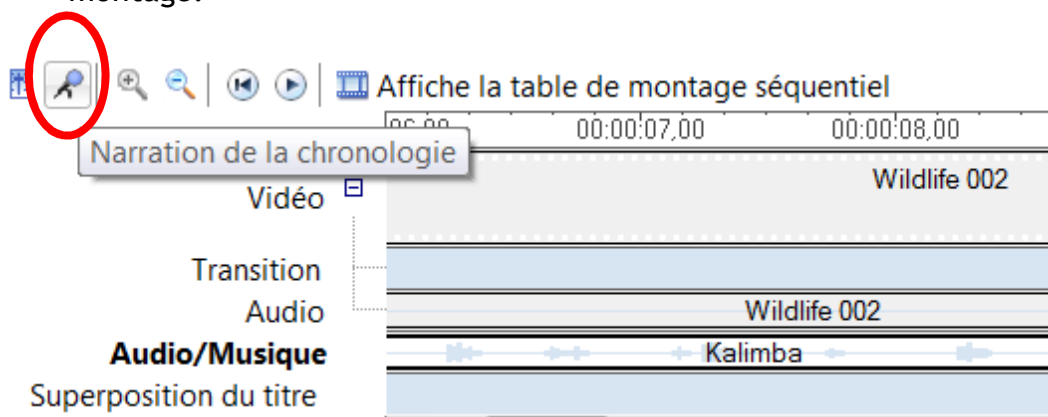 montage.
Affiche la table de montage séquentiel
00:00:07,00 00:00:08,00
Narration de la chronologie
Vidéo Wildlife 002
Transition
Audio Wildlife 002
Audio/Musique Kalimba
Superposition du titre